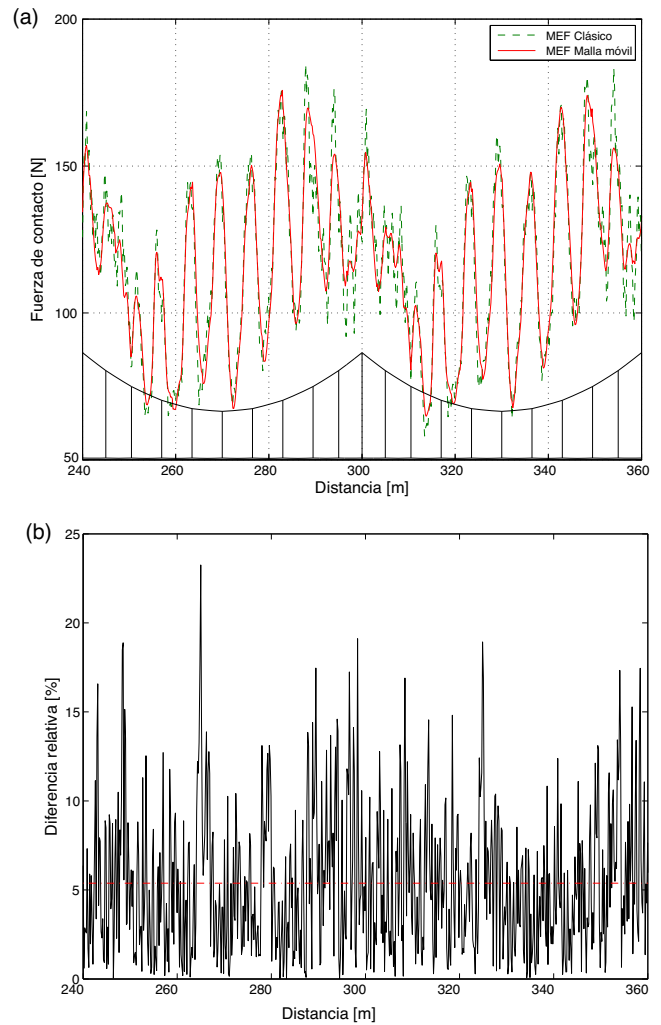 (a)
200
150
100
50
Fuerza de contacto [N]
MEF Clásico
MEF Malla móvil
240 260 280 300 320 340 360
Distancia [m]
(b)
25
20
15
10
5
0
Diferencia relativa [%]
240 260 280 300 320 340 360
Distancia [m]